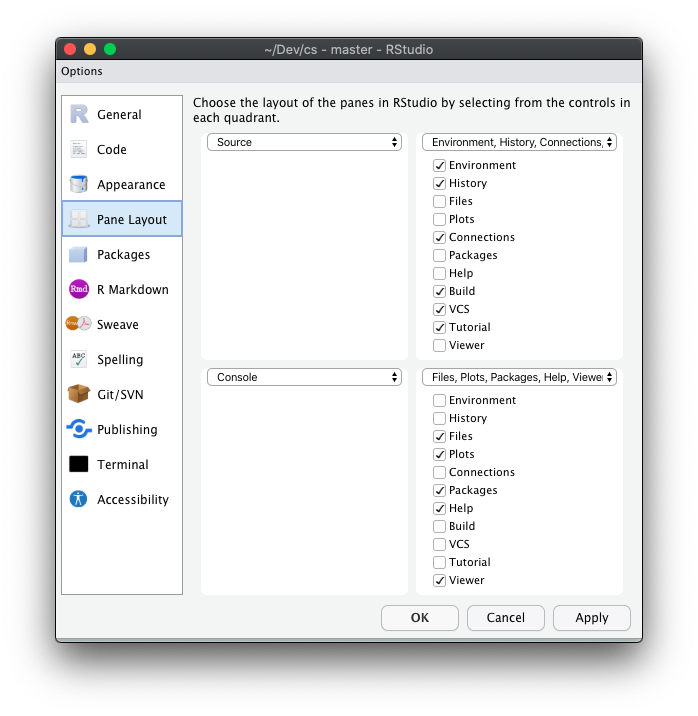 ~/Dev/cs - master - RStudio
Options
General
Code
Appearance
Pane Layout
Packages
R Markdown
Sweave
Spelling
Git/SVN
Publishing
Terminal
Accessibility
Choose the layout of the panes in RStudio by selecting from the controls in
each quadrant.
Source
Environment, History, Connections,
Environment
History
Files
Plots
Connections
Packages
Help
Build
VCS
Tutorial
Viewer
Console
Files, Plots, Packages, Help, Viewer
Environment
History
Files
Plots
Connections
Packages
Help
Build
VCS
Tutorial
Viewer
OK
Cancel
Apply
R
Rmd
ABC